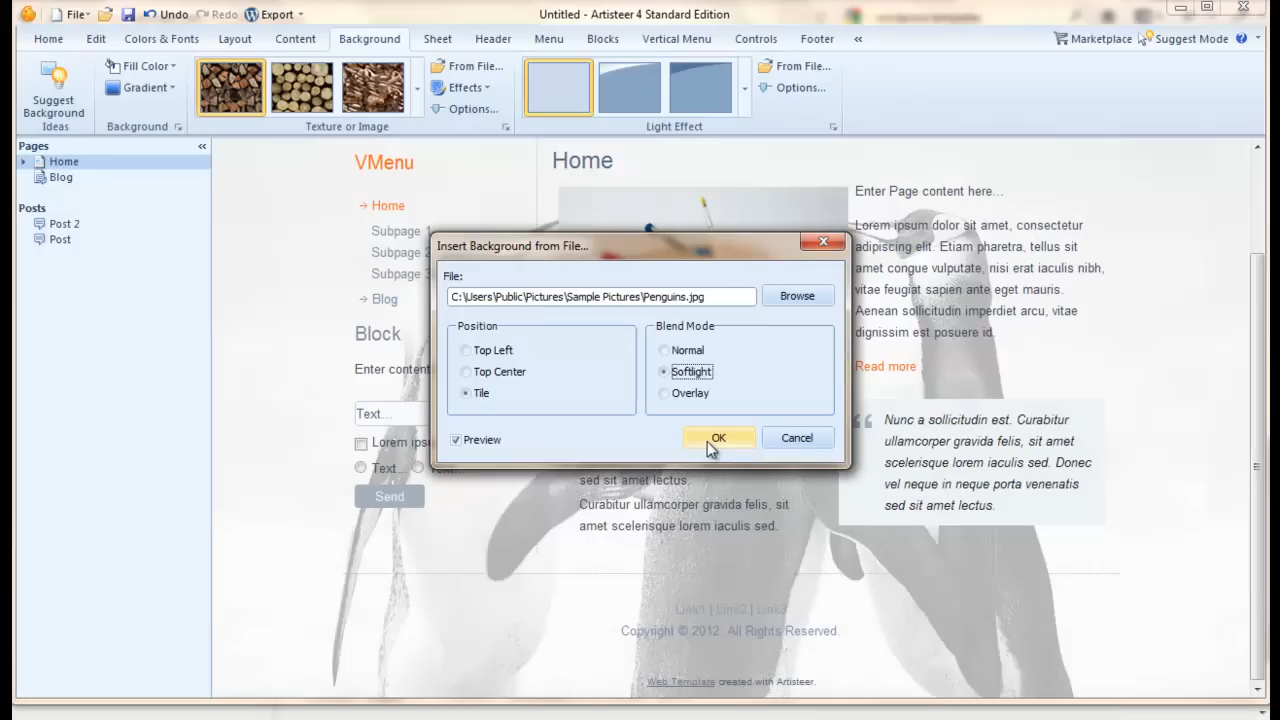 File Undo Redo Export Untitled - Artisteer 4 Standard Edition
Home Edit Colors & Fonts Layout Content Background Sheet Header Menu Blocks Vertical Menu Controls Footer « Marketplace Suggest Mode
Suggest Background Ideas
Fill Color
Gradient
Background
From File...
Effects
Options...
Texture or Image
From File...
Options...
Light Effect
Pages «
Home
Blog
Posts
Post 2
Post
VMenu
Home
Subpage 1
Subpage 2
Subpage 3
Blog
Block
Enter content
Text...
Lorem ipsu
Text...
Send
Home
Enter Page content here...
Lorem ipsum dolor sit amet, consectetur
adipiscing elit. Etiam pharetra, tellus sit
amet congue vulputate, nisi erat iaculis nibh,
vitae feugiat sapien ante eget mauris.
Aenean sollicitudin imperdiet arcu, vitae
dignissim est posuere id.
Read more
Insert Background from File...
File:
C:\Users\Public\Pictures\Sample Pictures\Penguins.jpg Browse
Position
Top Left
Top Center
Tile
Blend Mode
Normal
Softlight
Overlay
Preview OK Cancel
sed sit amet lectus.
Curabitur ullamcorper gravida felis, sit
amet scelerisque lorem iaculis sed.
Nunc a sollicitudin est. Curabitur
ullamcorper gravida felis, sit amet
scelerisque lorem iaculis sed. Donec
vel neque in neque porta venenatis
sed sit amet lectus.
Link1 | Link2 | Link3
Copyright © 2012. All Rights Reserved.
Web Template created with Artisteer.